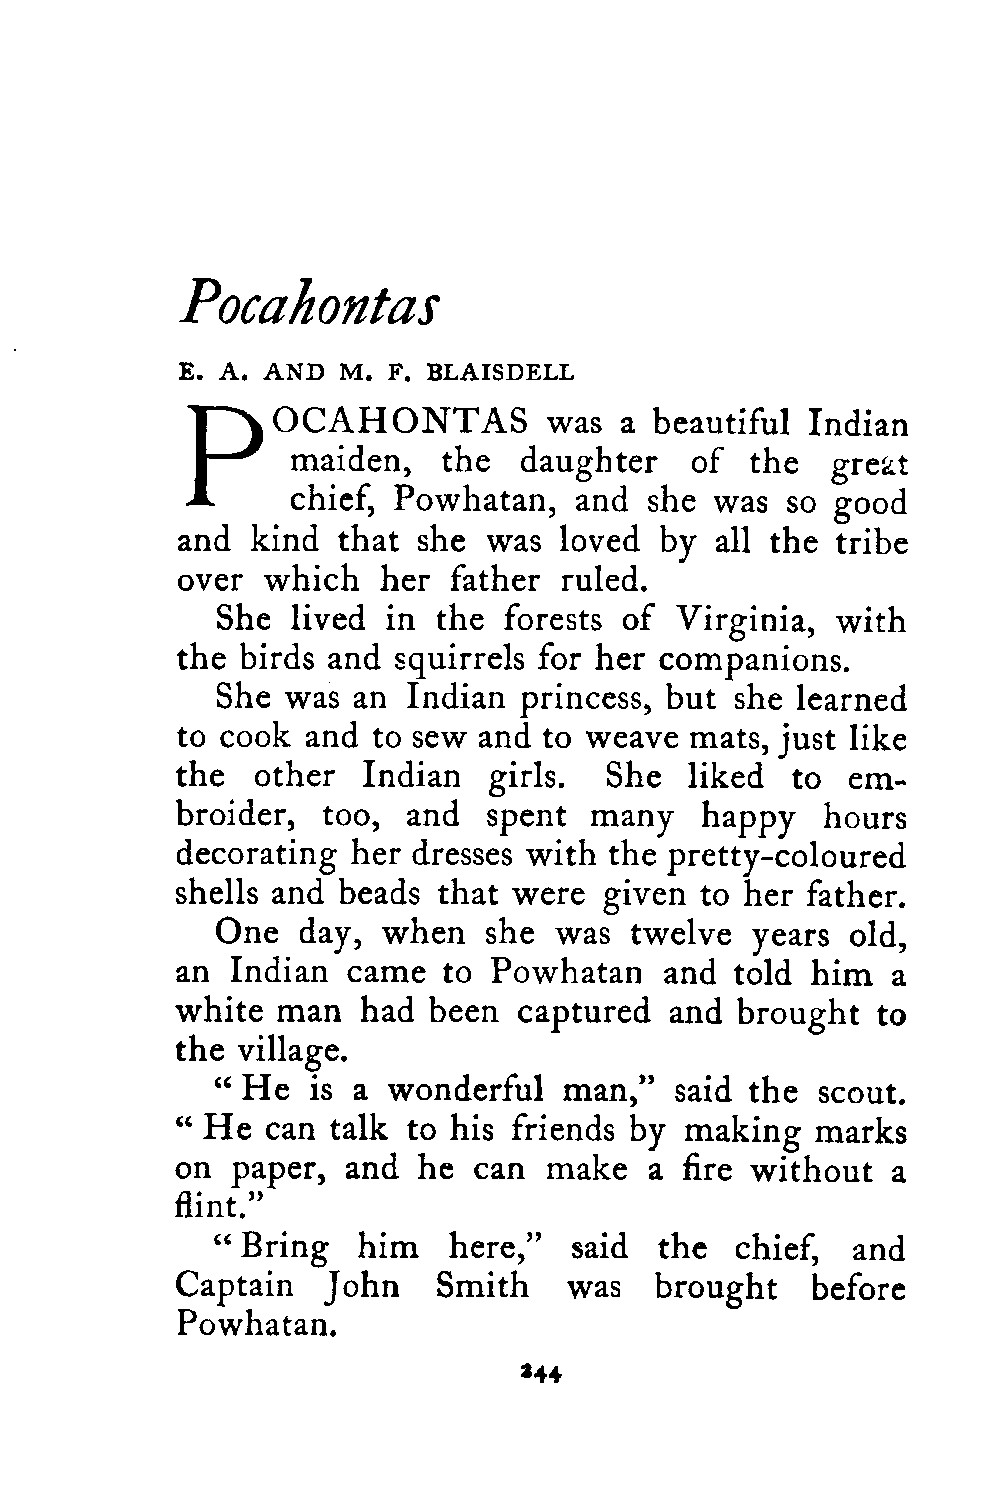 Pocahontas
E. A. AND M. F. BLAISDELL
POCAHONTAS was a beautiful Indian
maiden, the daughter of the great
chief, Powhatan, and she was so good
and kind that she was loved by all the tribe
over which her father ruled.
She lived in the forests of Virginia, with
the birds and squirrels for her companions.
She was an Indian princess, but she learned
to cook and to sew and to weave mats, just like
the other Indian girls. She liked to em-
broider, too, and spent many happy hours
decorating her dresses with the pretty-coloured
shells and beads that were given to her father.
One day, when she was twelve years old,
an Indian came to Powhatan and told him a
white man had been captured and brought to
the village.
“ He is a wonderful man,” said the scout.
“ He can talk to his friends by making marks
on paper, and he can make a fire without a
flint.”
“ Bring him here,” said the chief, and
Captain John Smith was brought before
Powhatan.
244